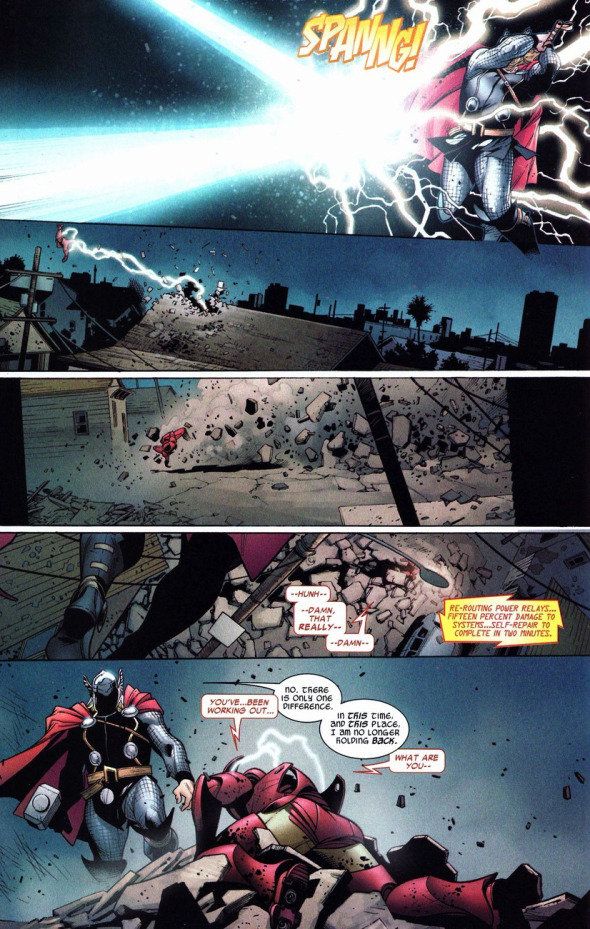 SPANNG!
--HUNH--
--DAMN,
THAT
REALLY--
--DAMN--
RE-ROUTING POWER RELAYS...
FIFTEEN PERCENT DAMAGE TO
SYSTEMS...SELF-REPAIR TO
COMPLETE IN TWO MINUTES.
YOU'VE...BEEN
WORKING OUT...
NO. THERE
IS ONLY ONE
DIFFERENCE.
IN THIS TIME,
AND THIS PLACE,
I AM NO LONGER
HOLDING BACK.
WHAT ARE
YOU--